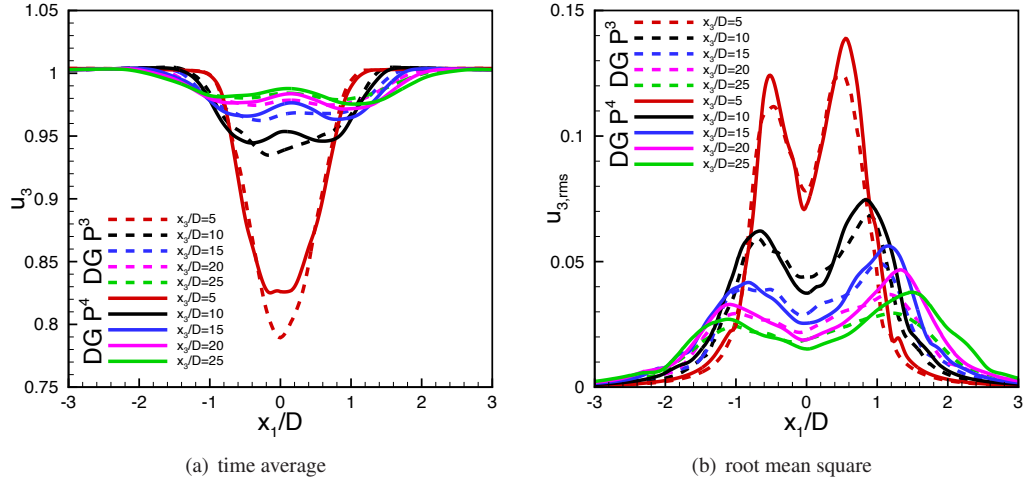 1.05
1
0.95
0.9
0.85
0.8
0.75
u3
-3 -2 -1 0 1 2 3
x1/D
DG P3
x3/D=5
x3/D=10
x3/D=15
x3/D=20
x3/D=25
DG P4
x3/D=5
x3/D=10
x3/D=15
x3/D=20
x3/D=25
(a) time average
0.15
0.1
0.05
0
u3,rms
-3 -2 -1 0 1 2 3
x1/D
DG P3
x3/D=5
x3/D=10
x3/D=15
x3/D=20
x3/D=25
DG P4
x3/D=5
x3/D=10
x3/D=15
x3/D=20
x3/D=25
(b) root mean square